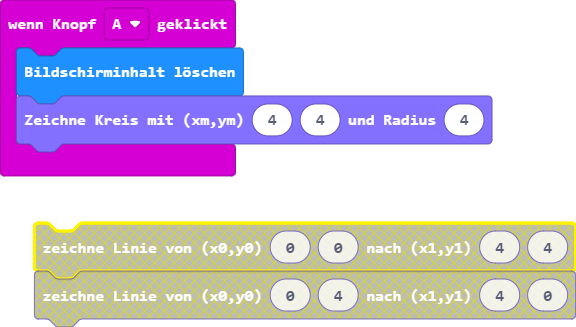 wenn Knopf A geklickt
Bildschirminhalt löschen
Zeichne Kreis mit (xm,ym) 4 4 und Radius 4
zeichne Linie von (x0,y0) 0 0 nach (x1,y1) 4 4
zeichne Linie von (x0,y0) 0 4 nach (x1,y1) 4 0